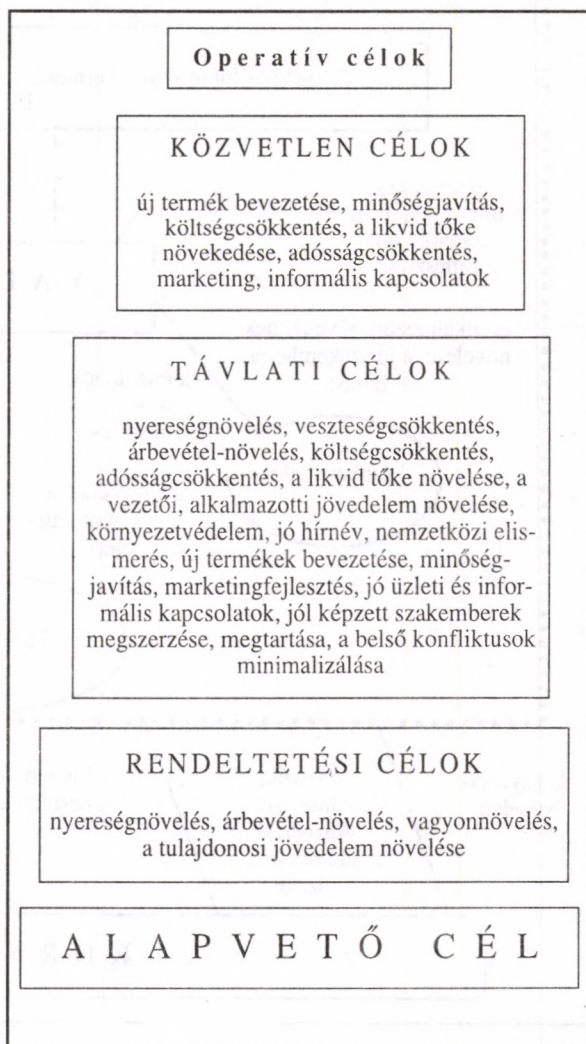 Operatív célok
KÖZVETLEN CÉLOK
új termék bevezetése, minőségjavítás,
költségcsökkentés, a likvid tőke
növekedése, adósságcsökkentés,
marketing, informális kapcsolatok
TÁVLATI CÉLOK
nyereségnövelés, veszteségcsökkentés,
árbevétel-növelés, költségcsökkentés,
adósságcsökkentés, a likvid tőke növelése, a
vezetői, alkalmazotti jövedelem növelése,
környezetvédelem, jó hírnév, nemzetközi elis-
merés, új termékek bevezetése, minőség-
javítás, marketingfejlesztés, jó üzleti és infor-
mális kapcsolatok, jól képzett szakemberek
megszerzése, megtartása, a belső konfliktusok
minimalizálása
RENDELTETÉSI CÉLOK
nyereségnövelés, árbevétel-növelés, vagyonnövelés,
a tulajdonosi jövedelem növelése
ALAPVETŐ CÉL